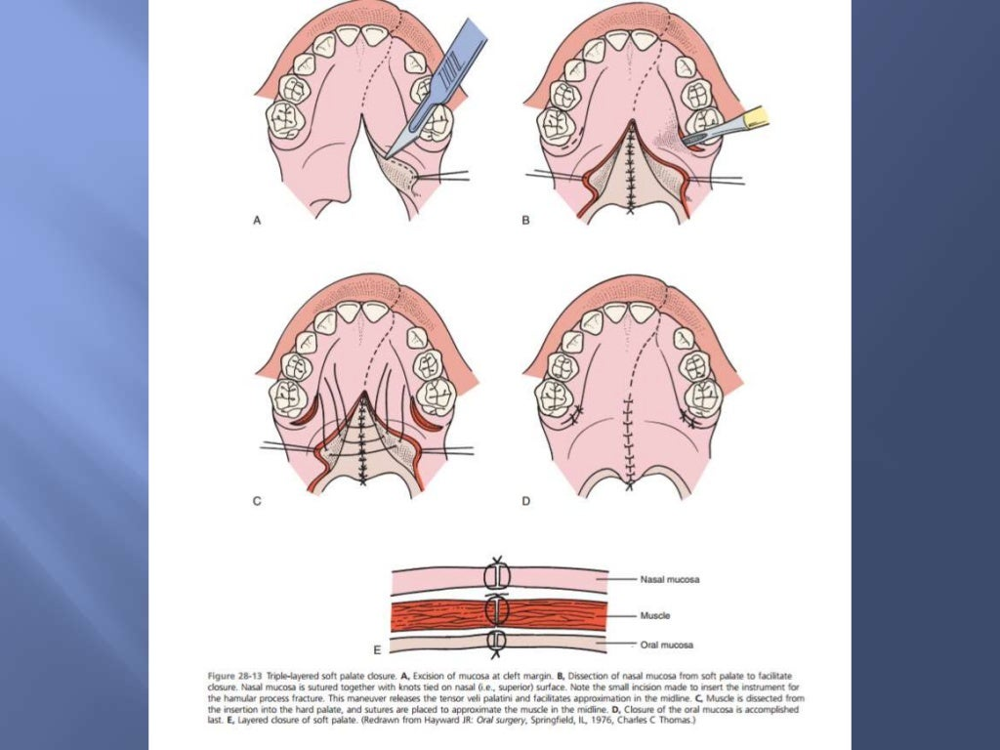 A
B
C
D
Nasal mucosa
Muscle
Oral mucosa
E
Figure 28-13 Triple-layered soft palate closure. A, Excision of mucosa at cleft margin. B, Dissection of nasal mucosa from soft palate to facilitate
closure. Nasal mucosa is sutured together with knots tied on nasal (i.e., superior) surface. Note the small incision made to insert the instrument for
the hamular process fracture. This maneuver releases the tensor veli palatini and facilitates approximation in the midline. C, Muscle is dissected from
the insertion into the hard palate, and sutures are placed to approximate the muscle in the midline. D, Closure of the oral mucosa is accomplished
last. E, Layered closure of soft palate. (Redrawn from Hayward JR: Oral surgery, Springfield, IL, 1976, Charles C Thomas.)